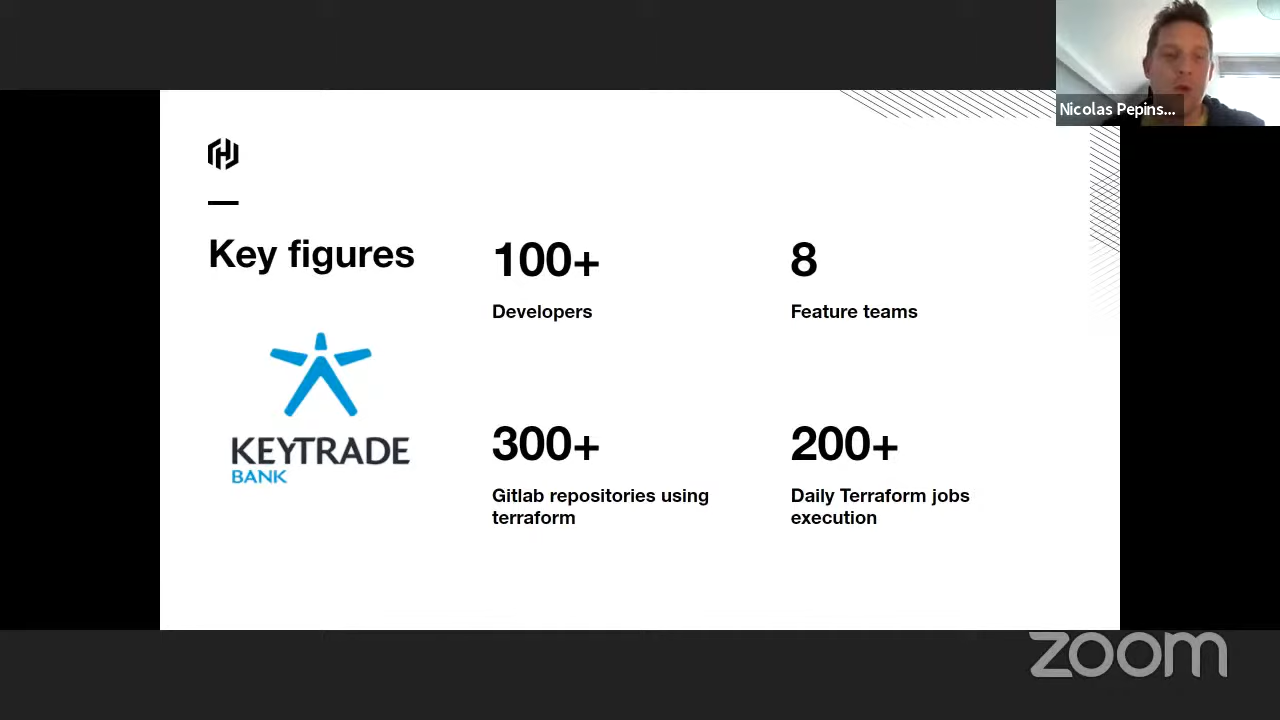 Nicolas Pepins...
Key figures
100+
Developers
8
Feature teams
KEYTRADE
BANK
300+
Gitlab repositories using
terraform
200+
Daily Terraform jobs
execution
zoom